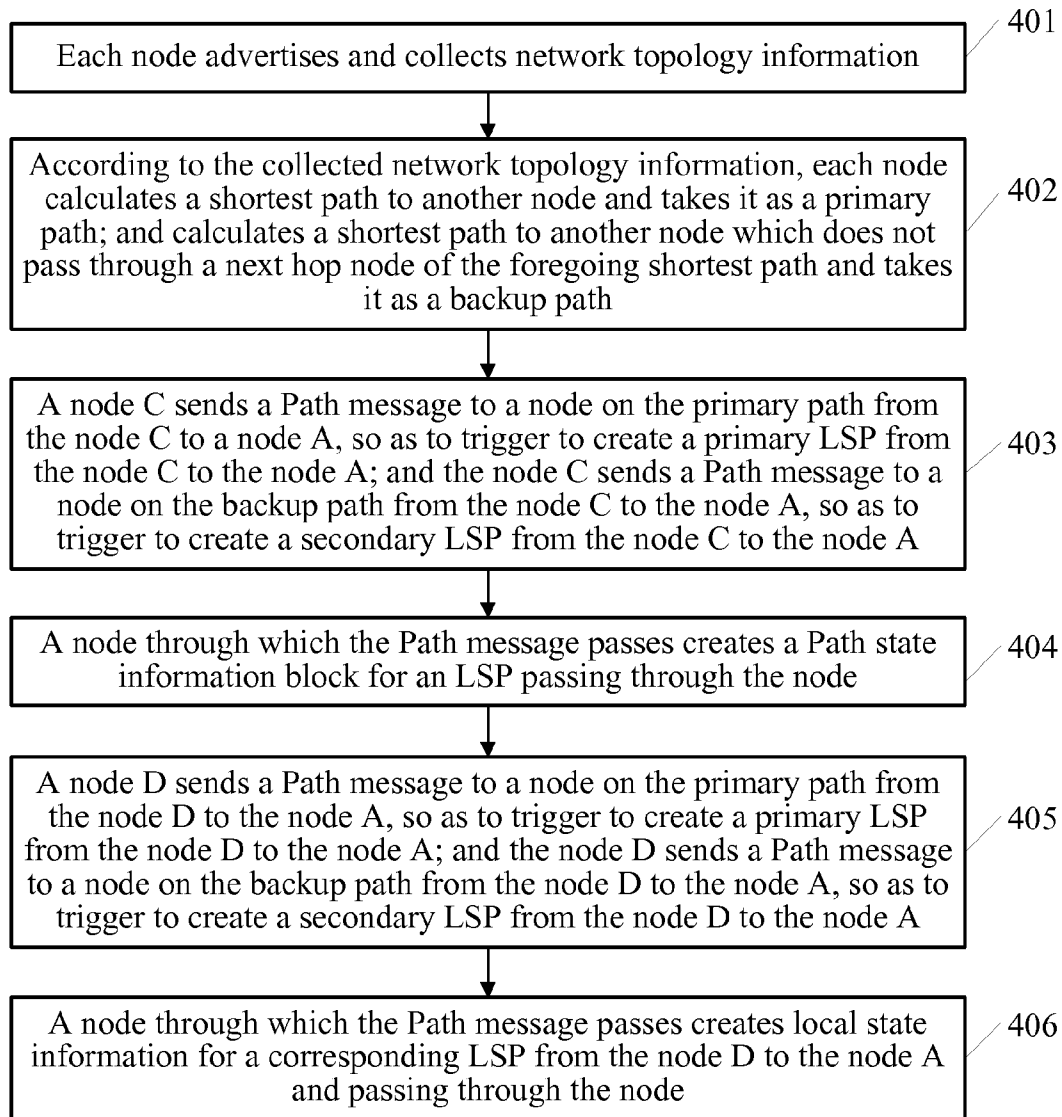 401
Each node advertises and collects network topology information
According to the collected network topology information, each node
calculates a shortest path to another node and takes it as a primary
path; and calculates a shortest path to another node which does not
pass through a next hop node of the foregoing shortest path and takes
it as a backup path
402
A node C sends a Path message to a node on the primary path from
the node C to a node A, so as to trigger to create a primary LSP from
the node C to the node A; and the node C sends a Path message to a
node on the backup path from the node C to the node A, so as to
trigger to create a secondary LSP from the node C to the node A
403
A node through which the Path message passes creates a Path state
information block for an LSP passing through the node
404
A node D sends a Path message to a node on the primary path from
the node D to the node A, so as to trigger to create a primary LSP
from the node D to the node A; and the node D sends a Path message
to a node on the backup path from the node D to the node A, so as to
trigger to create a secondary LSP from the node D to the node A
405
A node through which the Path message passes creates local state
information for a corresponding LSP from the node D to the node A
and passing through the node
406